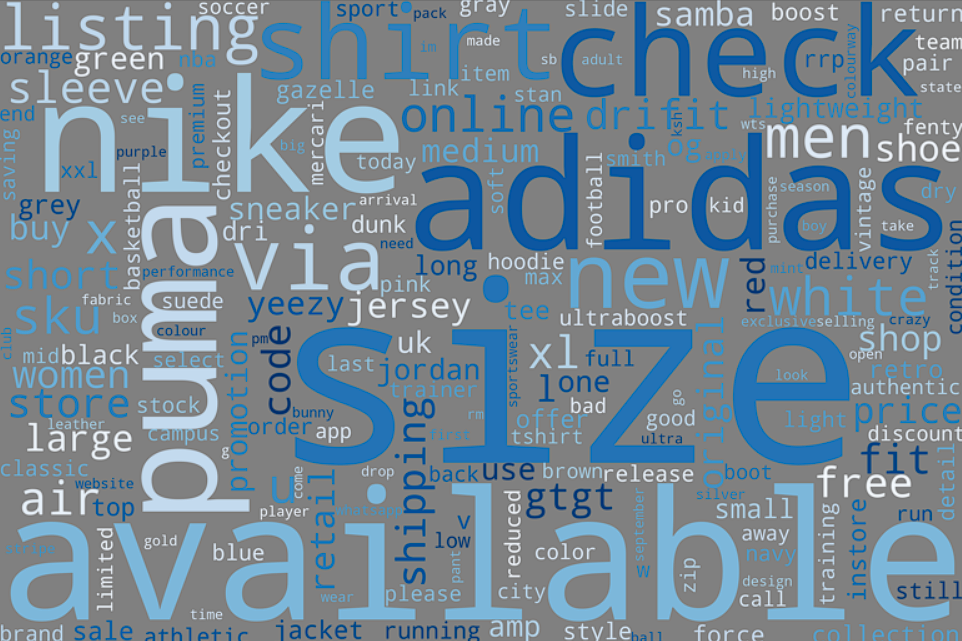 soccer
sport
pack
gray
slide
samba
boost
return
listing
shirt
check
orange
green
nba
im
made
sb
adult
high
rrp
colourway
team
pair
sleeve
gazelle
link
item
stan
state
end
nike
see
premium
checkout
big
mercari
online
drifit
ksh
lightweight
wts
men
fenty
shoe
saving
xxl
purple
today
medium
smith
og
apply
adidas
grey
basketball
arrival
soft
football
pro
kid
purchase
season
boy
vintage
take
dry
buy
x
puma
sneaker
dri
dunk
need
via
long
hoodie
max
new
red
mint
delivery
track
condition
short
performance
pink
fabric
box
suede
yeezy
jersey
tee
ultraboost
white
exclusive
selling
crazy
sku
club
colour
pm
code
uk
size
sportswear
xl
full
original
shop
open
mid
black
select
last
jordan
look
retro
women
promotion
trainer
lone
bad
go
authentic
store
stock
bunny
rm
offer
good
light
price
leather
campus
order
app
first
tshirt
ultra
discount
large
g
shipping
back
use
brown
release
boot
fit
classic
website
u
come
drop
silver
free
detail
air
top
retail
player
gtgt
small
run
available
stripe
limited
gold
blue
v
low
reduced
color
september
away
navy
training
instore
pant
w
zip
design
call
still
time
wear
please
city
brand
sale
athletic
jacket
running
amp
style
ball
force
collection